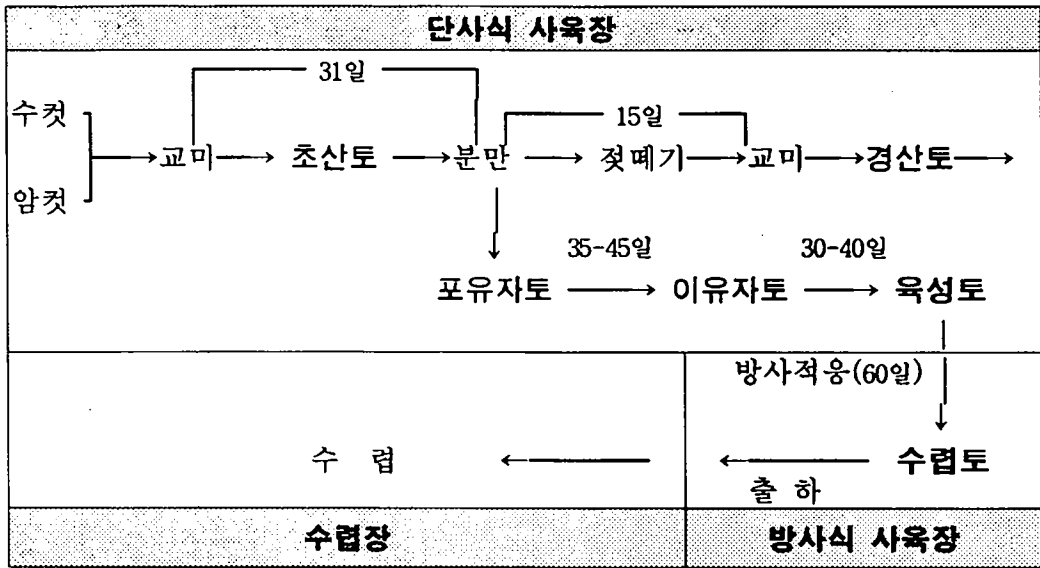 단사식 사육장
31일
수컷
15일
교미 초산토 분만 젖떼기 교미 경산토
암컷
35-45일 30-40일
포유자토 이유자토 육성토
방사적응(60일)
수 렵 수렵토
출 하
수렵장 방사식 사육장